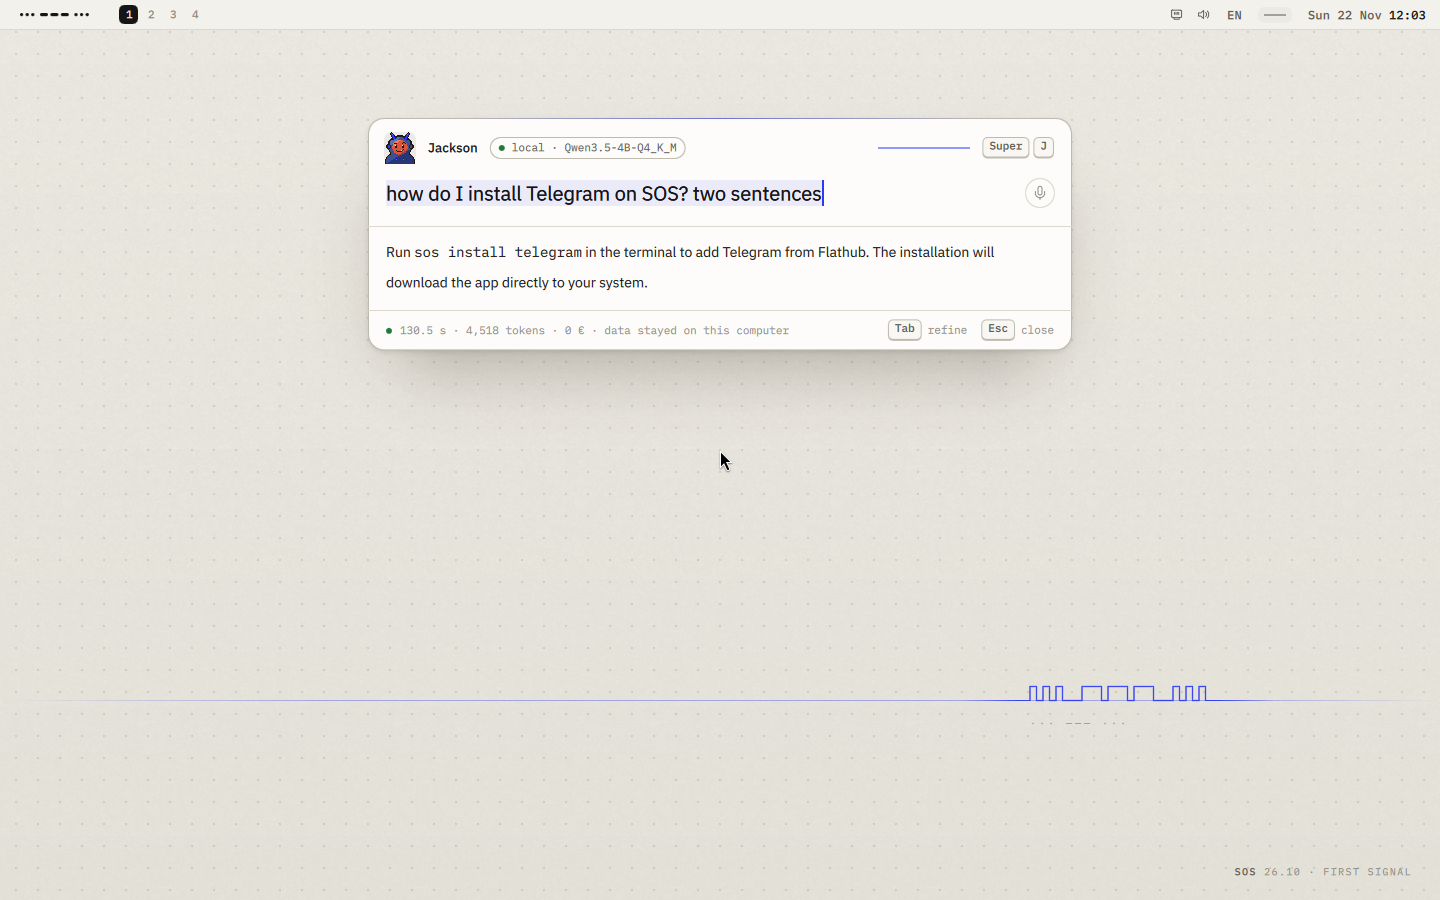 1 2 3 4
EN
Sun 22 Nov 12:03
Jackson
local · Qwen3.5-4B-Q4_K_M
Super J
how do I install Telegram on SOS? two sentences
Run sos install telegram in the terminal to add Telegram from Flathub. The installation will
download the app directly to your system.
130.5 s · 4,518 tokens · 0 € · data stayed on this computer
Tab refine Esc close
... ——— ...
SOS 26.10 · FIRST SIGNAL